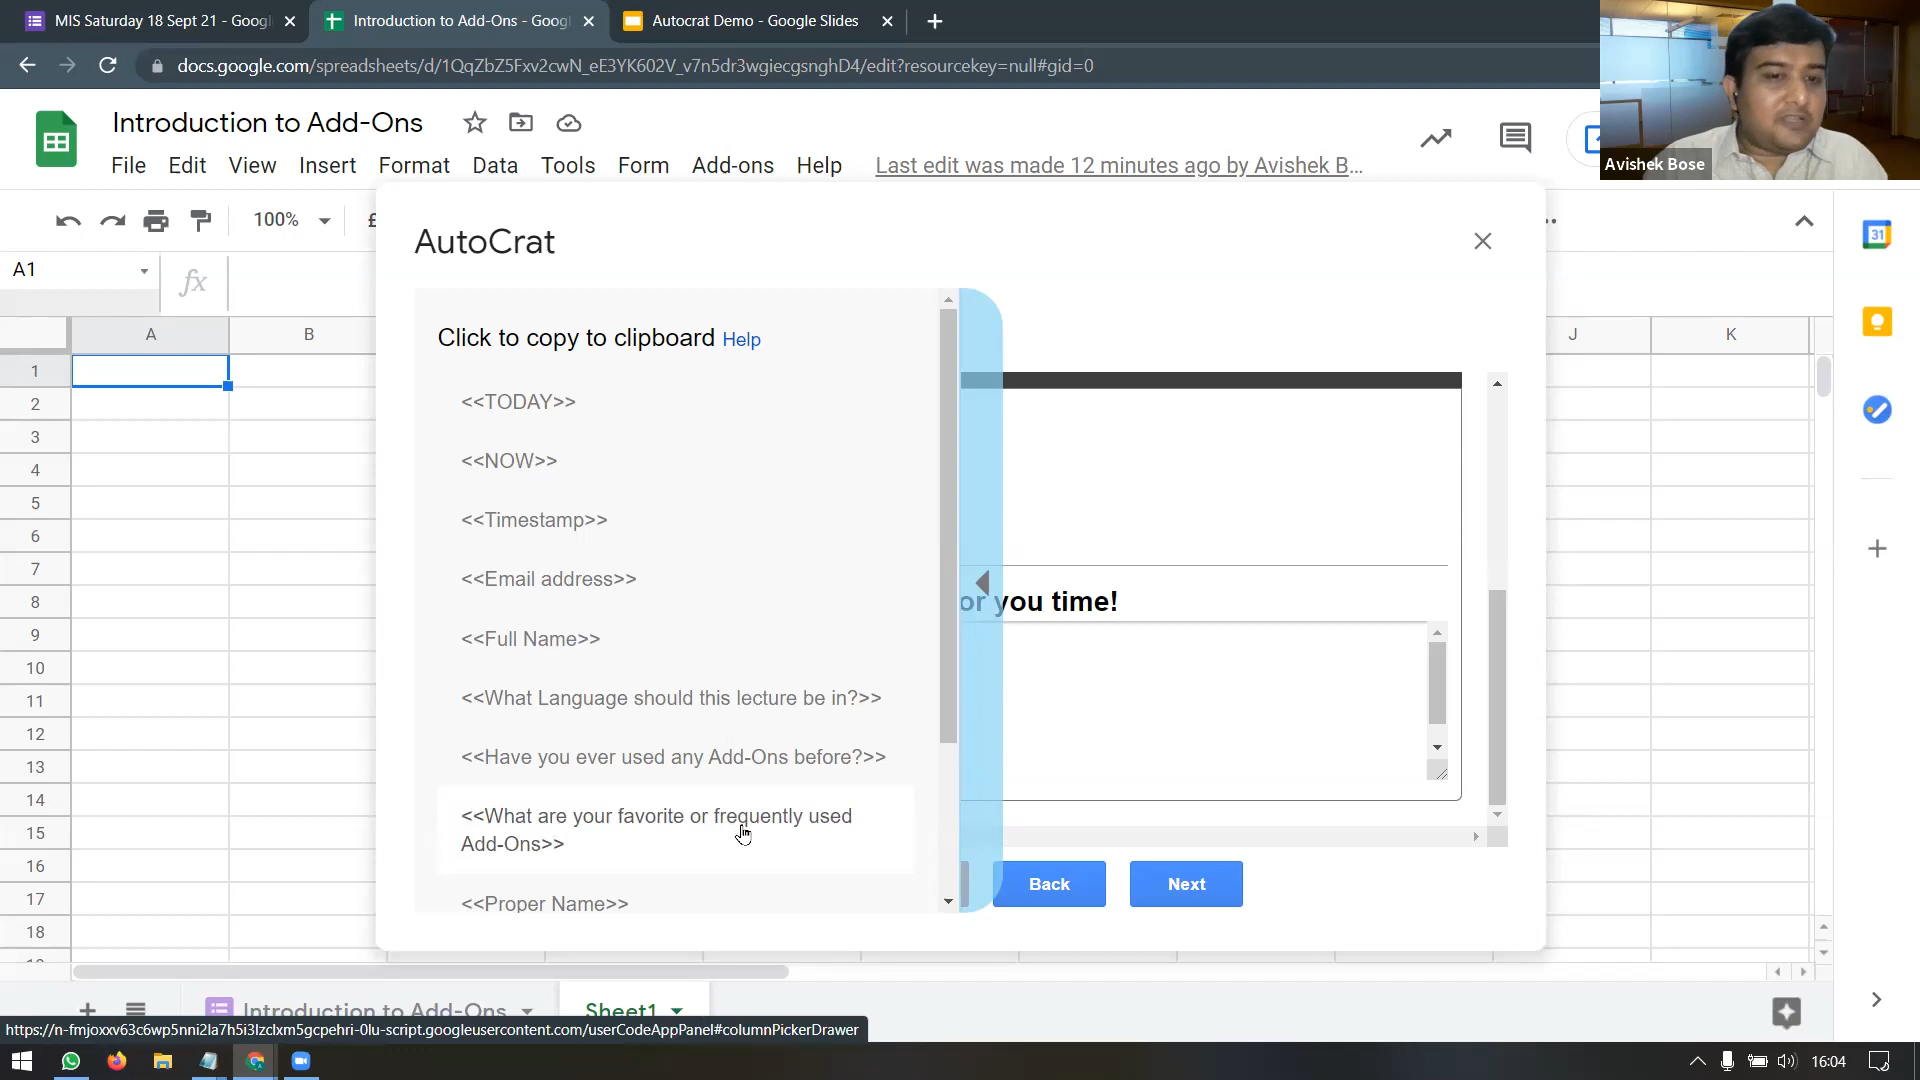 MIS Saturday 18 Sept 21 - Googl
Introduction to Add-Ons - Goog
Autocrat Demo - Google Slides
docs.google.com/spreadsheets/d/1QqZbZ5Fxv2cwN_eE3YK602V_v7n5dr3wgiecgsnghD4/edit?resourcekey=null#gid=0
Avishek Bose
Introduction to Add-Ons
File Edit View Insert Format Data Tools Form Add-ons Help Last edit was made 12 minutes ago by Avishek B...
100% £
31
A1 fx
AutoCrat
A B J K
1
2
3
4
5
6
7
8
9
10
11
12
13
14
15
16
17
18
Click to copy to clipboard Help
<<TODAY>>
<<NOW>>
<<Timestamp>>
<<Email address>>
<<Full Name>>
<<What Language should this lecture be in?>>
<<Have you ever used any Add-Ons before?>>
<<What are your favorite or frequently used
Add-Ons>>
<<Proper Name>>
or you time!
Back Next
Introduction to Add-Ons Sheet1
https://n-fmjoxxv63c6wp5nni2la7h5i3lzclxm5gcpehri-0lu-script.googleusercontent.com/userCodeAppPanel#columnPickerDrawer
16:04